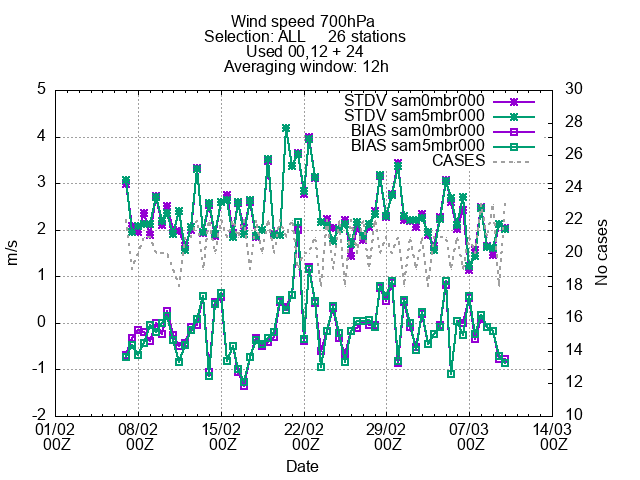 Wind speed 700hPa
Selection: ALL 26 stations
Used 00,12 + 24
Averaging window: 12h
STDV sam0mbr000
STDV sam5mbr000
BIAS sam0mbr000
BIAS sam5mbr000
CASES
5
4
3
2
1
0
-1
-2
m/s
30
28
26
24
22
20
18
16
14
12
10
No cases
01/02 08/02 15/02 22/02 29/02 07/03 14/03
00Z 00Z 00Z 00Z 00Z 00Z 00Z
Date